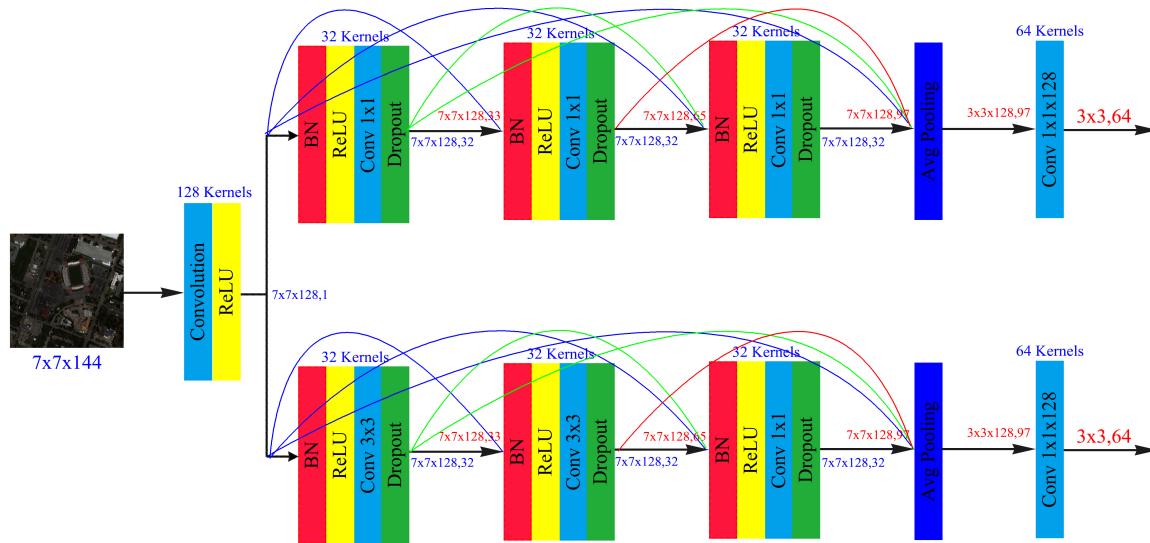 32 Kernels
32 Kernels
32 Kernels
64 Kernels
BN
ReLU
Conv 1x1
Dropout
7x7x128,33
7x7x128,32
BN
ReLU
Conv 1x1
Dropout
7x7x128,65
7x7x128,32
BN
ReLU
Conv 1x1
Dropout
7x7x128,97
7x7x128,32
Avg Pooling
3x3x128,97
Conv 1x1x128
3x3,64
128 Kernels
Convolution
ReLU
7x7x128,1
7x7x144
32 Kernels
32 Kernels
32 Kernels
64 Kernels
BN
ReLU
Conv 3x3
Dropout
7x7x128,33
7x7x128,32
BN
ReLU
Conv 3x3
Dropout
7x7x128,65
7x7x128,32
BN
ReLU
Conv 1x1
Dropout
7x7x128,97
7x7x128,32
Avg Pooling
3x3x128,97
Conv 1x1x128
3x3,64